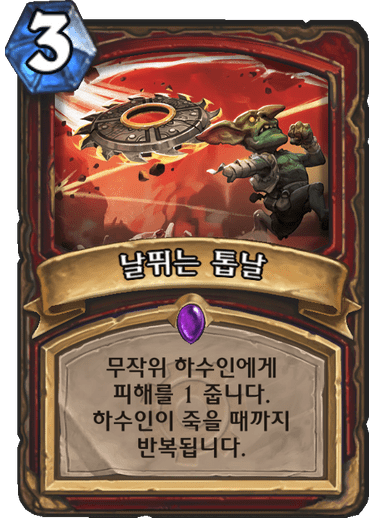 3
날뛰는 톱날
무작위 하수인에게
피해를 1 줍니다.
하수인이 죽을 때까지
반복됩니다.